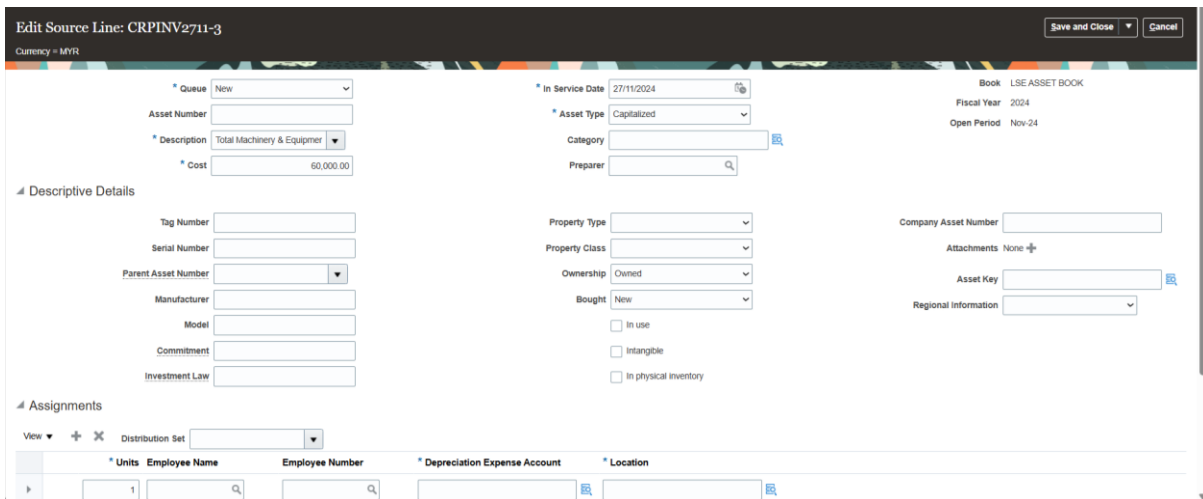 Edit Source Line: CRPINV2711-3
Save and Close
Cancel
Currency = MYR
* Queue New
* In Service Date 27/11/2024
Book LSE ASSET BOOK
Asset Number
* Asset Type Capitalized
Fiscal Year 2024
* Description Total Machinery & Equipmer
Category
Open Period Nov-24
* Cost 60,000.00
Preparer
Descriptive Details
Tag Number
Property Type
Company Asset Number
Serial Number
Property Class
Attachments None
Parent Asset Number
Ownership Owned
Asset Key
Manufacturer
Bought New
Regional Information
Model
In use
Commitment
Intangible
Investment Law
In physical inventory
Assignments
View
Distribution Set
* Units Employee Name Employee Number * Depreciation Expense Account * Location
1